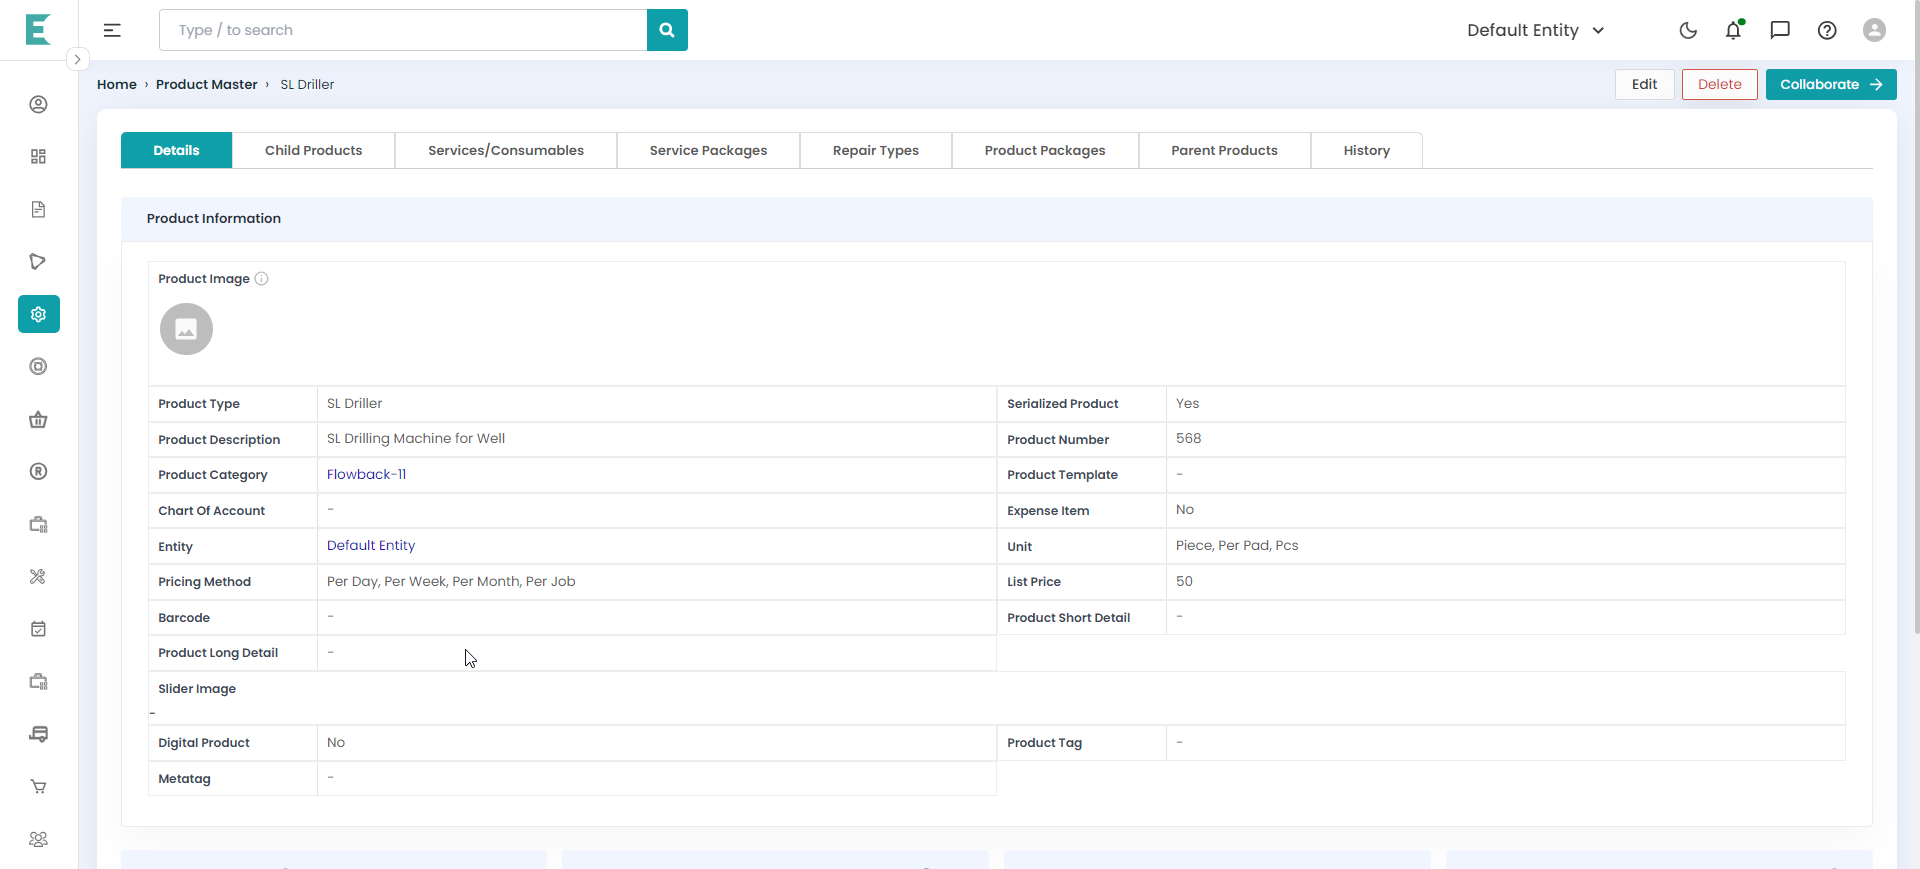 Type / to search
Default Entity
Home › Product Master › SL Driller
Edit
Delete
Collaborate
Details
Child Products
Services/Consumables
Service Packages
Repair Types
Product Packages
Parent Products
History
Product Information
Product Image
Product Type SL Driller
Serialized Product Yes
Product Description SL Drilling Machine for Well
Product Number 568
Product Category Flowback-11
Product Template -
Chart Of Account -
Expense Item No
Entity Default Entity
Unit Piece, Per Pad, Pcs
Pricing Method Per Day, Per Week, Per Month, Per Job
List Price 50
Barcode -
Product Short Detail -
Product Long Detail -
Slider Image
-
Digital Product No
Product Tag -
Metatag -